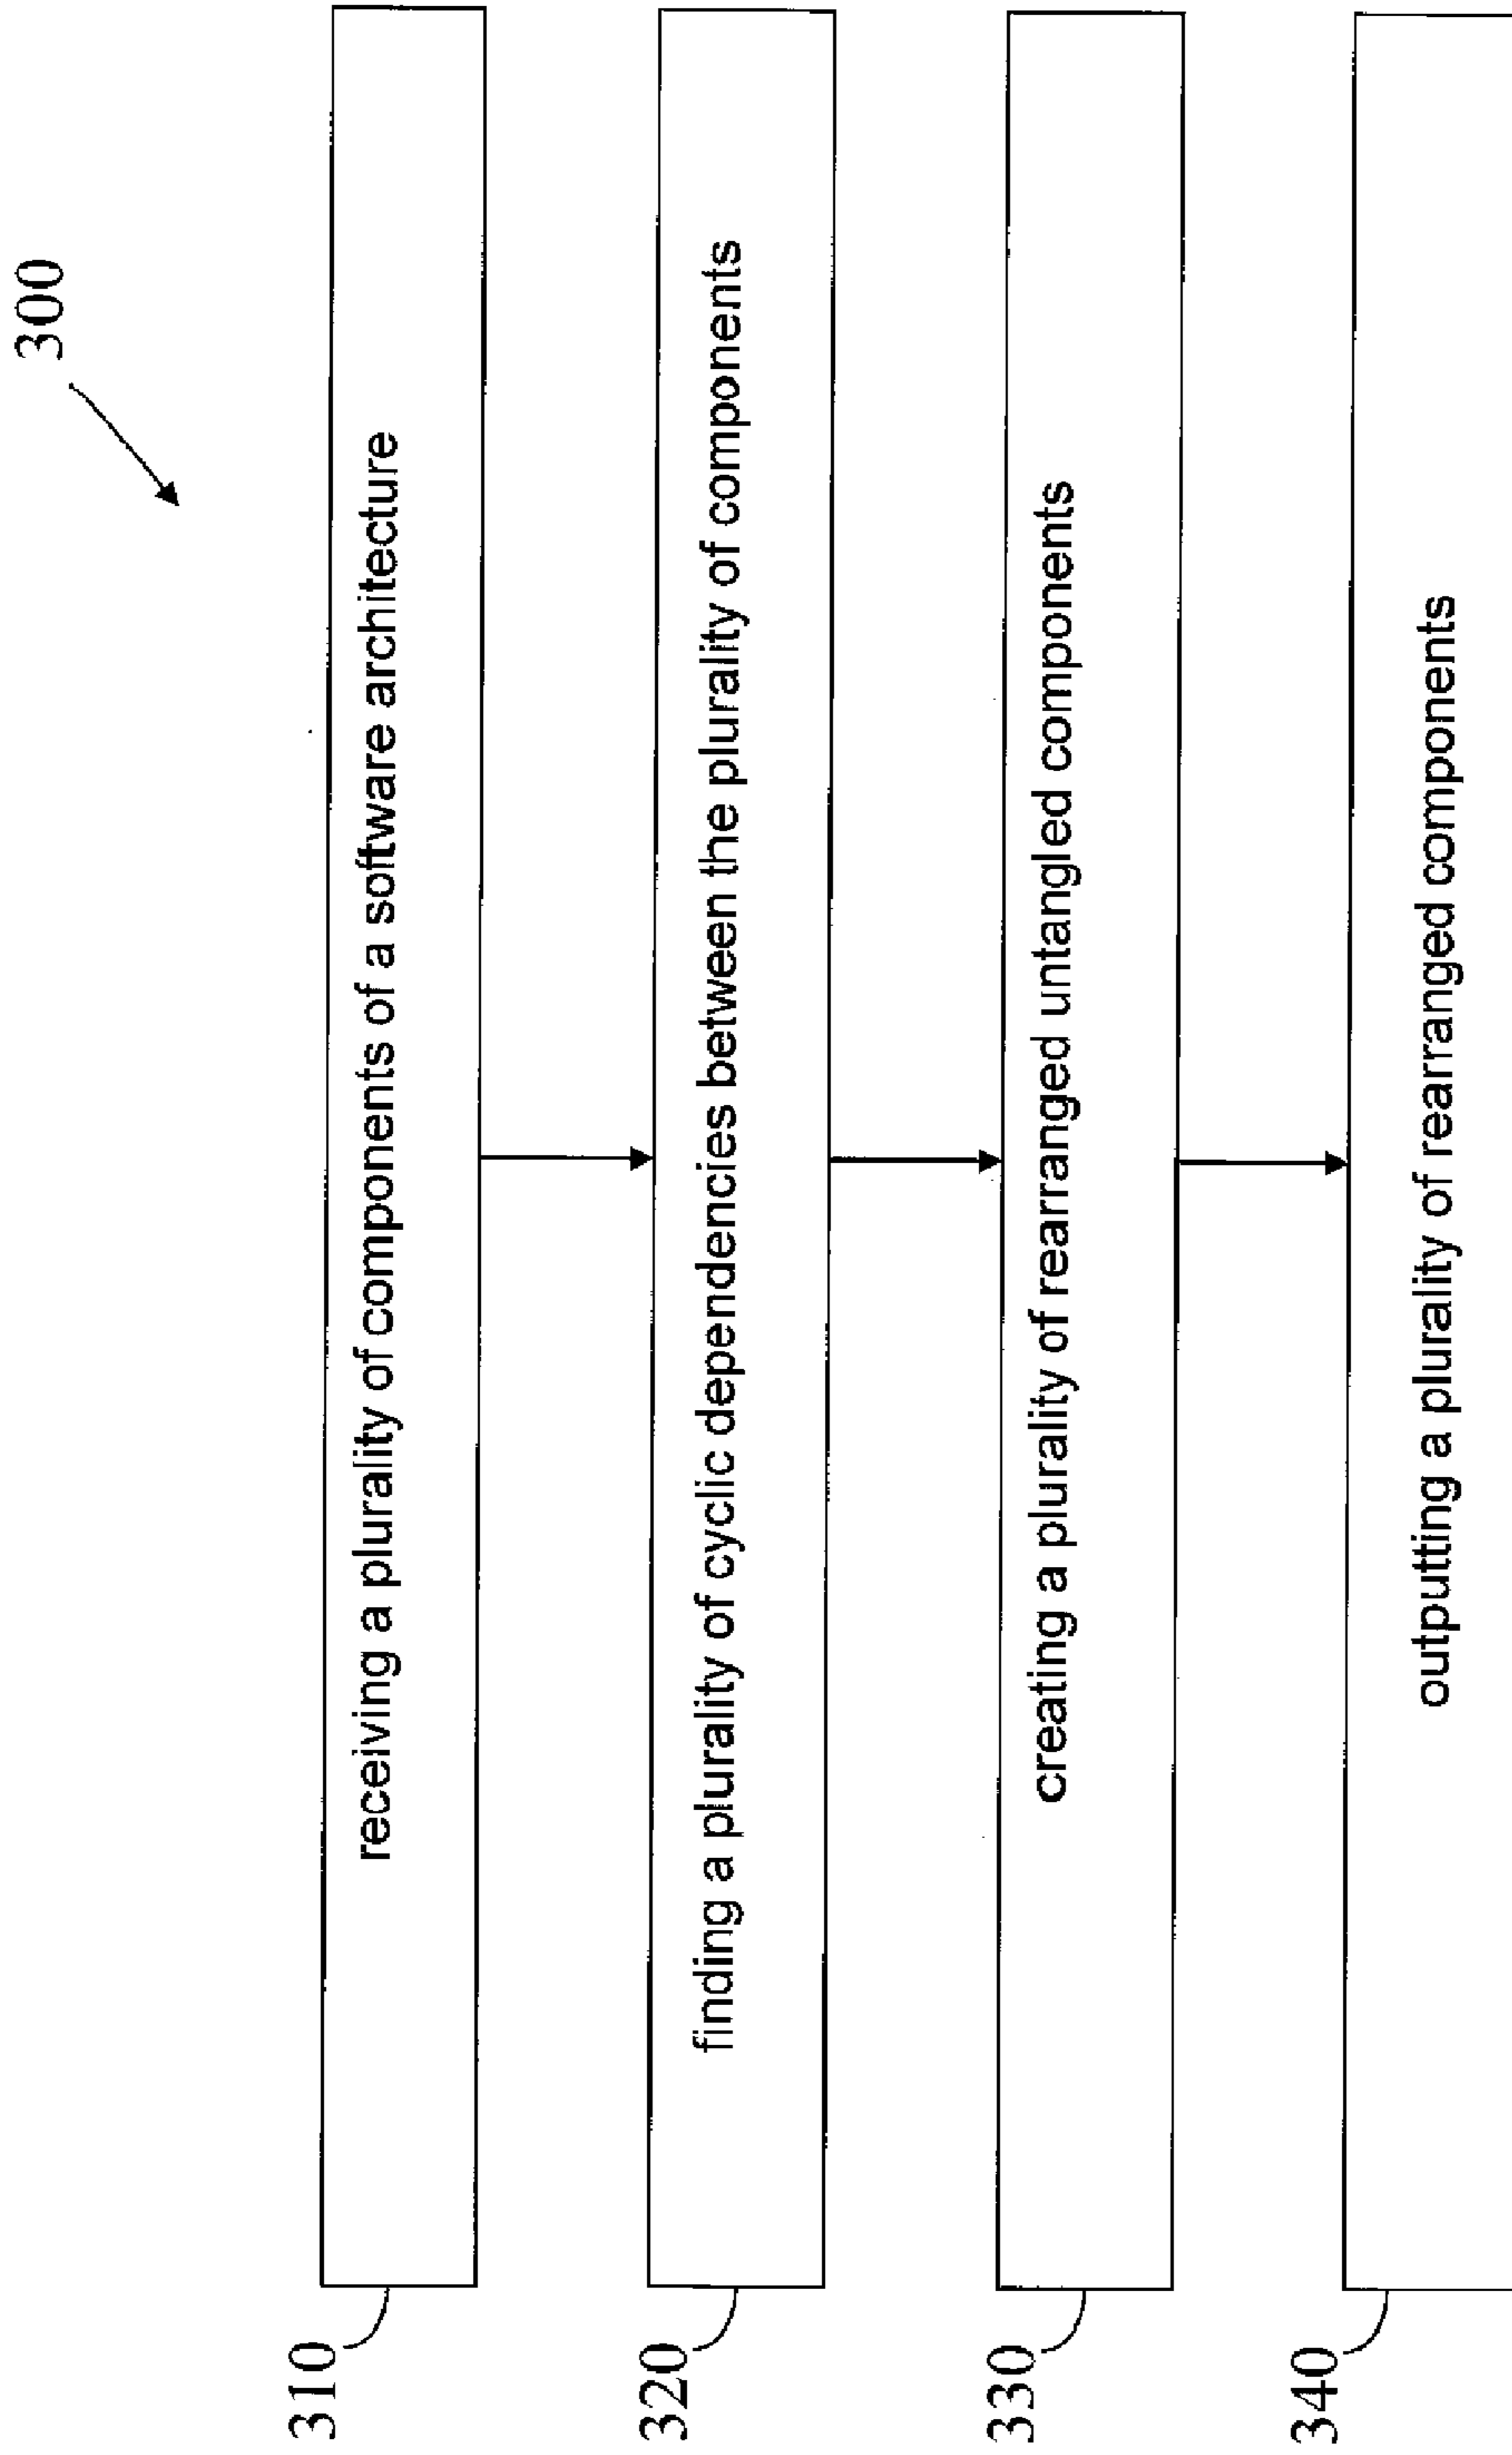 300
310
receiving a plurality of components of a software architecture
320
finding a plurality of cyclic dependencies between the plurality of components
330
creating a plurality of rearranged untangled components
340
outputting a plurality of rearranged components